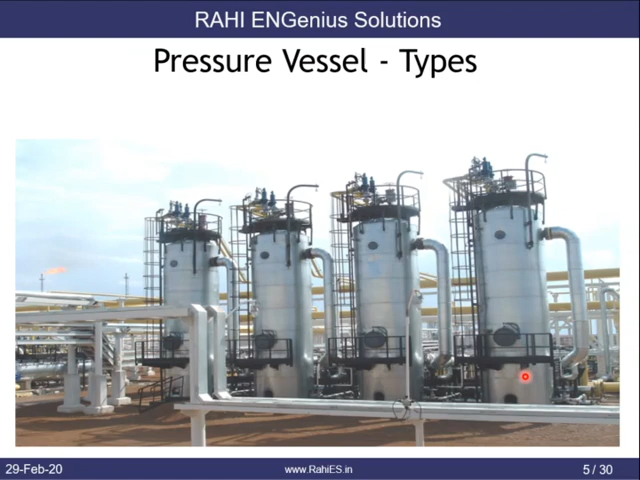 RAHI ENGenius Solutions
Pressure Vessel - Types
29-Feb-20
www.RahiES.in
5 / 30